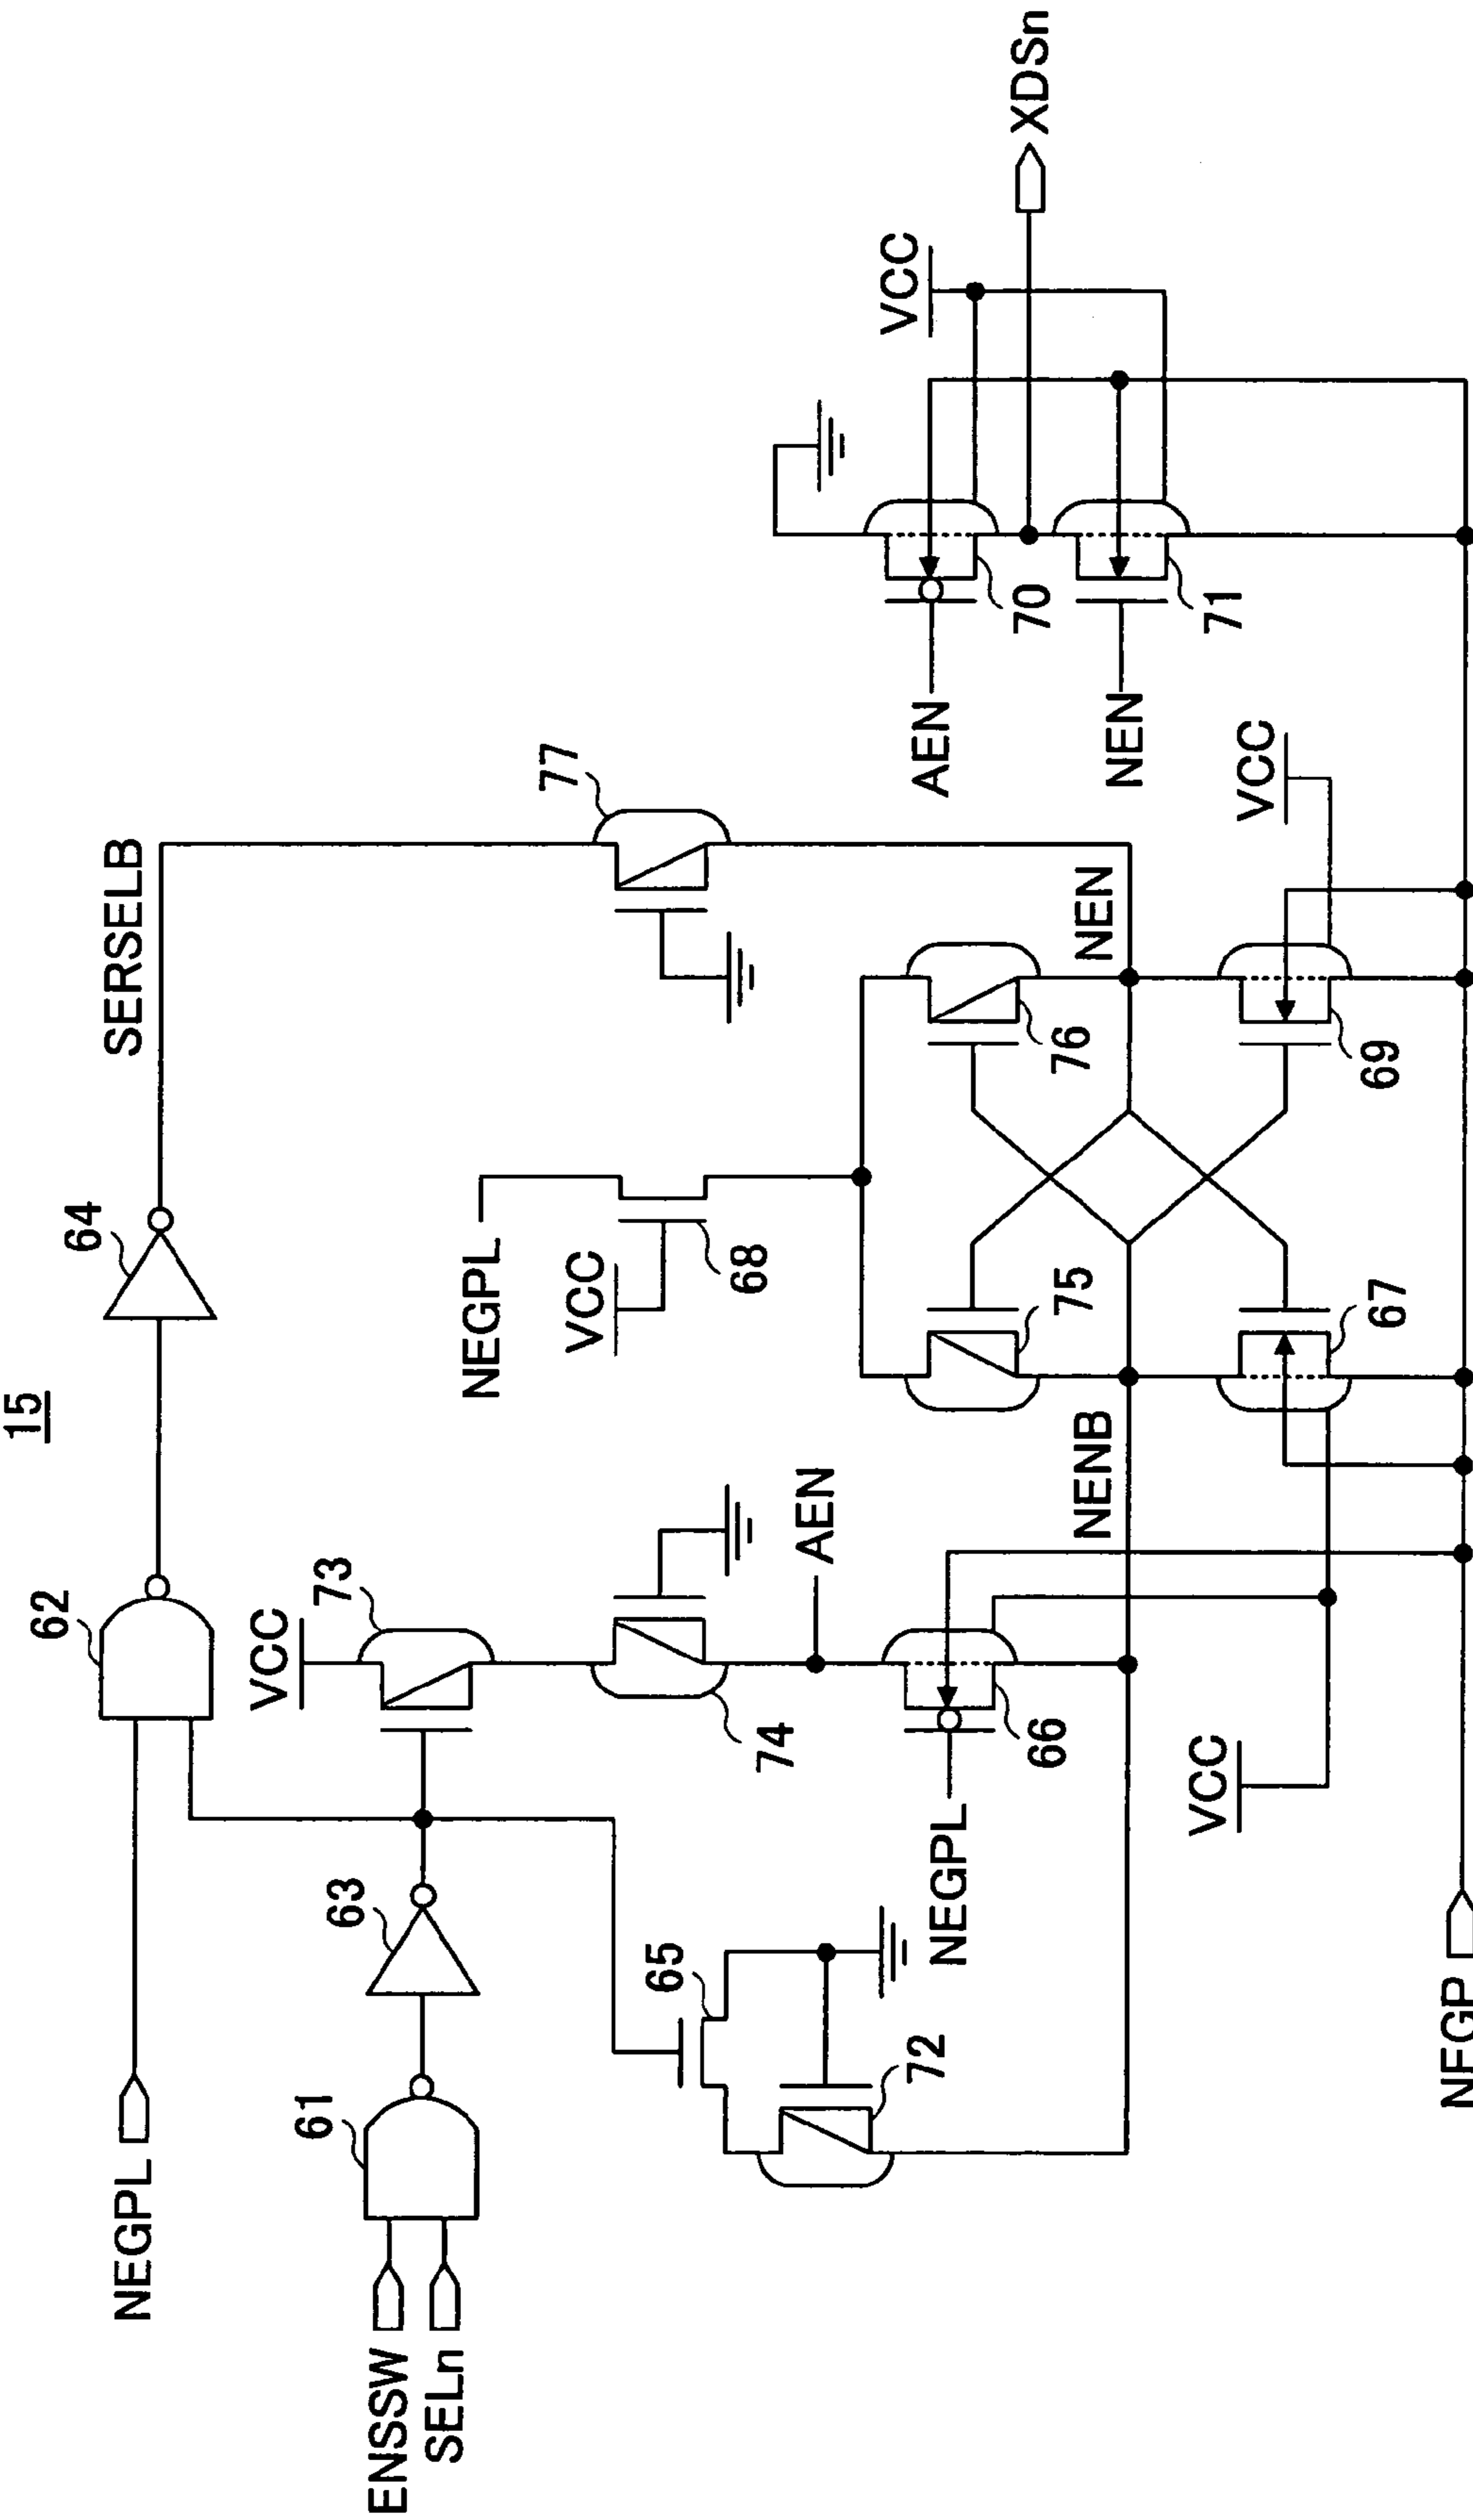 15
NEGPL
62
64
SERSELB
ENSSW
SELn
61
63
VCC
73
NEGPL
VCC
68
77
65
74
AEN
72
NEGPL
66
NENB
75
76
NEN
VCC
67
69
VCC
AEN
70
NEN
71
VCC
XDSn
NEGP